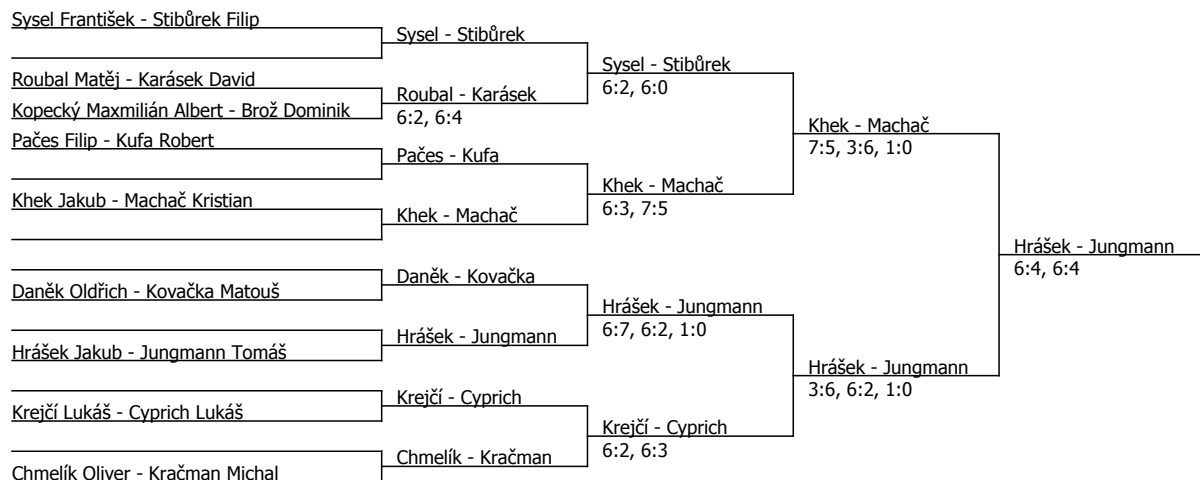 Sysel František - Stibůrek Filip
Roubal Matěj - Karásek David
Kopecký Maxmilián Albert - Brož Dominik
Pačes Filip - Kufa Robert
Khek Jakub - Machač Kristian
Daněk Oldřich - Kovačka Matouš
Hrášek Jakub - Jungmann Tomáš
Krejčí Lukáš - Cyprich Lukáš
Chmelík Oliver - Kračman Michal
Sysel - Stibůrek
Roubal - Karásek
6:2, 6:4
Pačes - Kufa
Khek - Machač
Daněk - Kovačka
Hrášek - Jungmann
Krejčí - Cyprich
Chmelík - Kračman
Sysel - Stibůrek
6:2, 6:0
Khek - Machač
6:3, 7:5
Hrášek - Jungmann
6:7, 6:2, 1:0
Krejčí - Cyprich
6:2, 6:3
Khek - Machač
7:5, 3:6, 1:0
Hrášek - Jungmann
3:6, 6:2, 1:0
Hrášek - Jungmann
6:4, 6:4